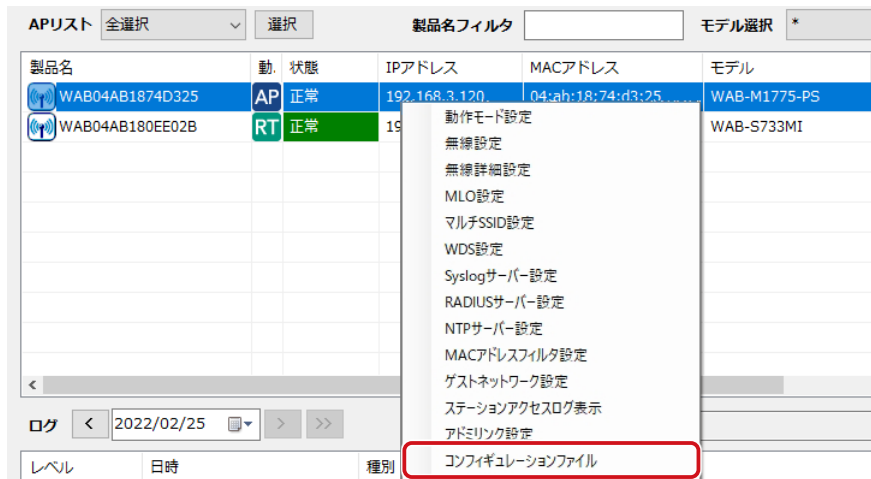 APリスト 全選択 選択 製品名フィルタ モデル選択 *
製品名 動. 状態 IPアドレス MACアドレス モデル
WAB04AB1874D325 AP 正常 192.168.3.120 04:ab:18:74:d3:25 WAB-M1775-PS
WAB04AB180EE02B RT 正常 19 WAB-S733MI
動作モード設定
無線設定
無線詳細設定
MLO設定
マルチSSID設定
WDS設定
Syslogサーバー設定
RADIUSサーバー設定
NTPサーバー設定
MACアドレスフィルタ設定
ゲストネットワーク設定
ステーションアクセスログ表示
アドミリンク設定
コンフィギュレーションファイル
ログ < 2022/02/25 > >>
レベル 日時 種別